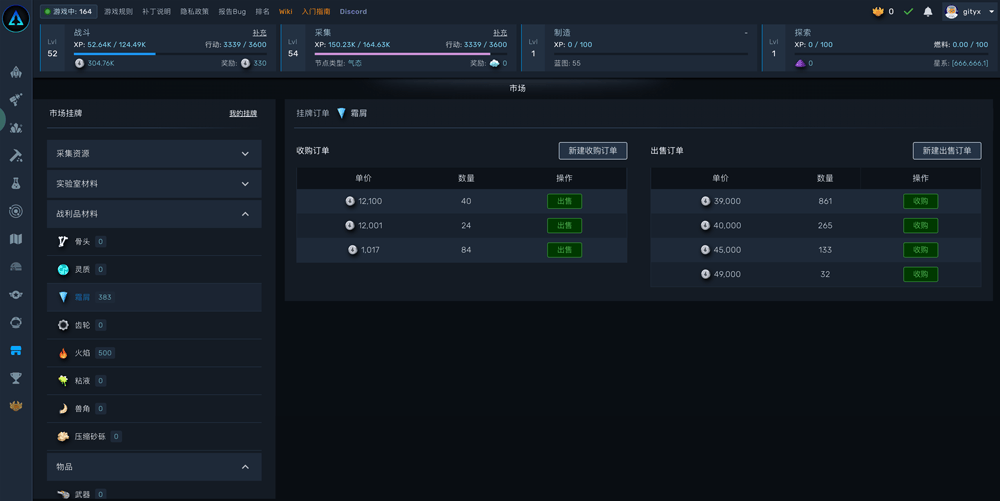 游戏中: 164 游戏规则 补丁说明 隐私政策 报告Bug 排名 Wiki 入门指南 Discord 0 gityx
Lvl 52
战斗 补充
XP: 52.64K / 124.49K 行动: 3339 / 3600
304.76K 奖励: 330
Lvl 54
采集 补充
XP: 150.23K / 164.63K 行动: 3339 / 3600
节点类型: 气态 奖励: 0
Lvl 1
制造 -
XP: 0 / 100
蓝图: 55
Lvl 1
探索
XP: 0 / 100 燃料: 0.00 / 100
0 星系: [666,666,1]
市场
市场挂牌 我的挂牌
采集资源
实验室材料
战利品材料
骨头 0
灵质 0
霜屑 383
齿轮 0
火焰 500
粘液 0
兽角 0
压缩砂砾 0
物品
武器 0
挂牌订单 霜屑
收购订单 新建收购订单
单价 数量 操作
12,100 40 出售
12,001 24 出售
1,017 84 出售
出售订单 新建出售订单
单价 数量 操作
39,000 861 收购
40,000 265 收购
45,000 133 收购
49,000 32 收购